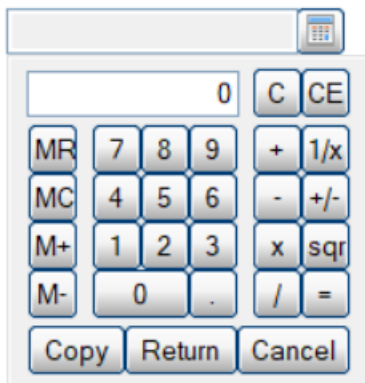 0 C CE
MR 7 8 9 + 1/x
MC 4 5 6 - +/-
M+ 1 2 3 x sqr
M- 0 . / =
Copy Return Cancel